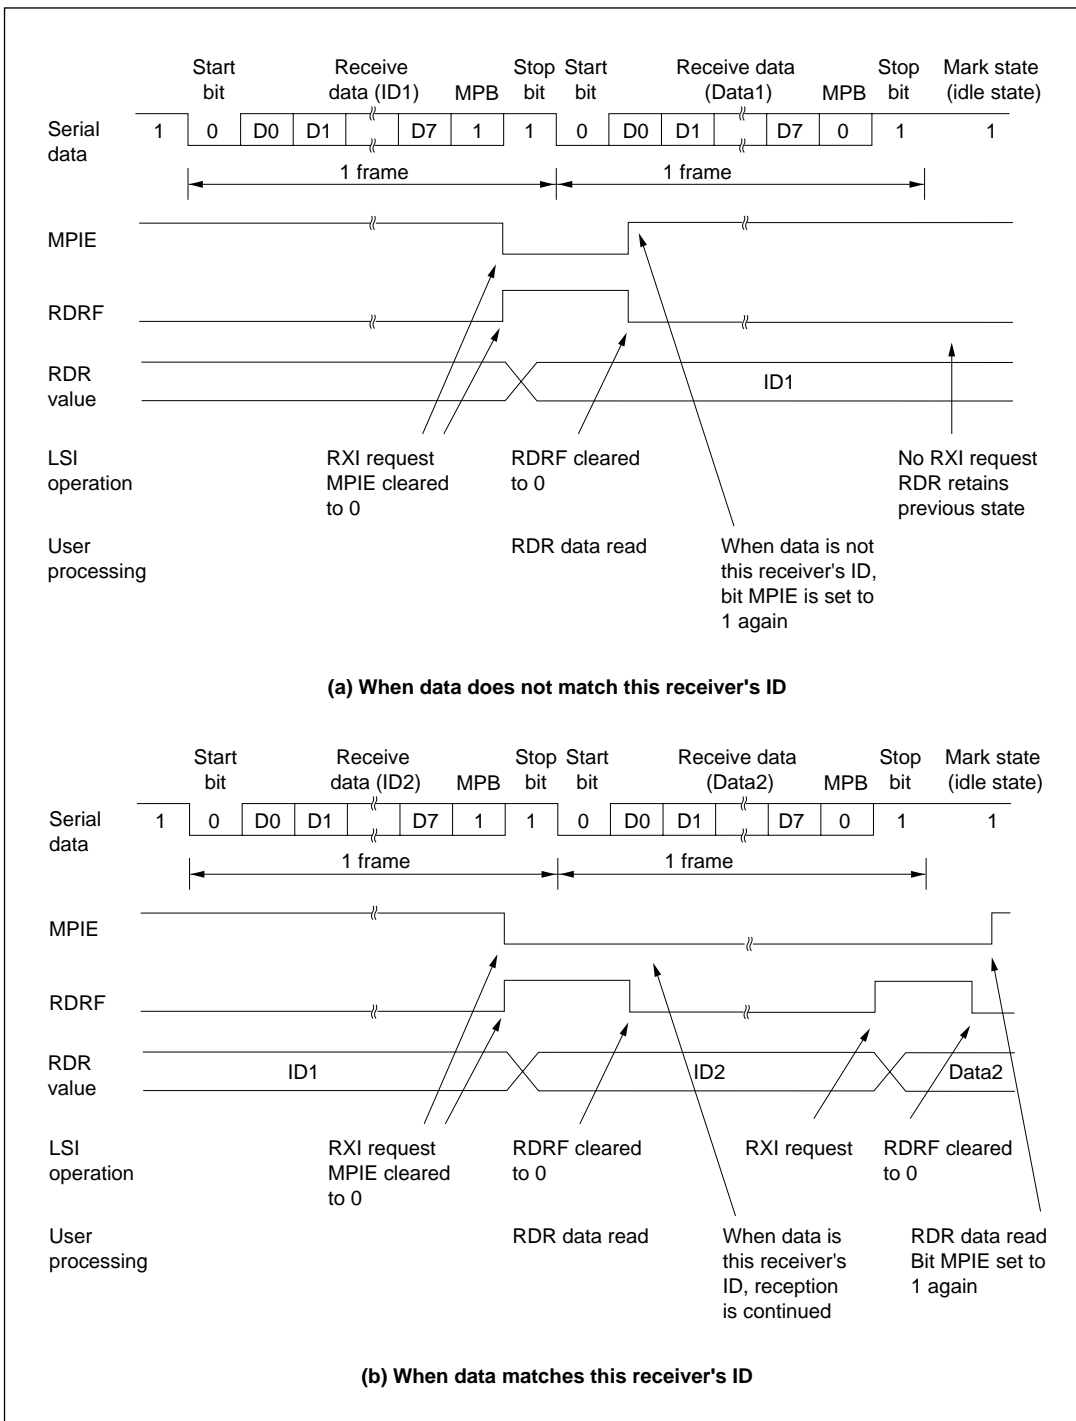 Start Receive Stop Start Receive data Stop Mark state
bit data (ID1) MPB bit bit (Data1) MPB bit (idle state)
Serial data 1 0 D0 D1 D7 1 1 0 D0 D1 D7 0 1 1
1 frame 1 frame
MPIE
RDRF
RDR
value
ID1
LSI
operation
RXI request
MPIE cleared
to 0
RDRF cleared
to 0
No RXI request
RDR retains
previous state
User
processing
RDR data read
When data is not
this receiver's ID,
bit MPIE is set to
1 again
(a) When data does not match this receiver's ID
Start Receive Stop Start Receive data Stop Mark state
bit data (ID2) MPB bit bit (Data2) MPB bit (idle state)
Serial data 1 0 D0 D1 D7 1 1 0 D0 D1 D7 0 1 1
1 frame 1 frame
MPIE
RDRF
RDR
value
ID1 ID2 Data2
LSI
operation
RXI request
MPIE cleared
to 0
RDRF cleared
to 0
RXI request
RDRF cleared
to 0
User
processing
RDR data read
When data is
this receiver's
ID, reception
is continued
RDR data read
Bit MPIE set to
1 again
(b) When data matches this receiver's ID